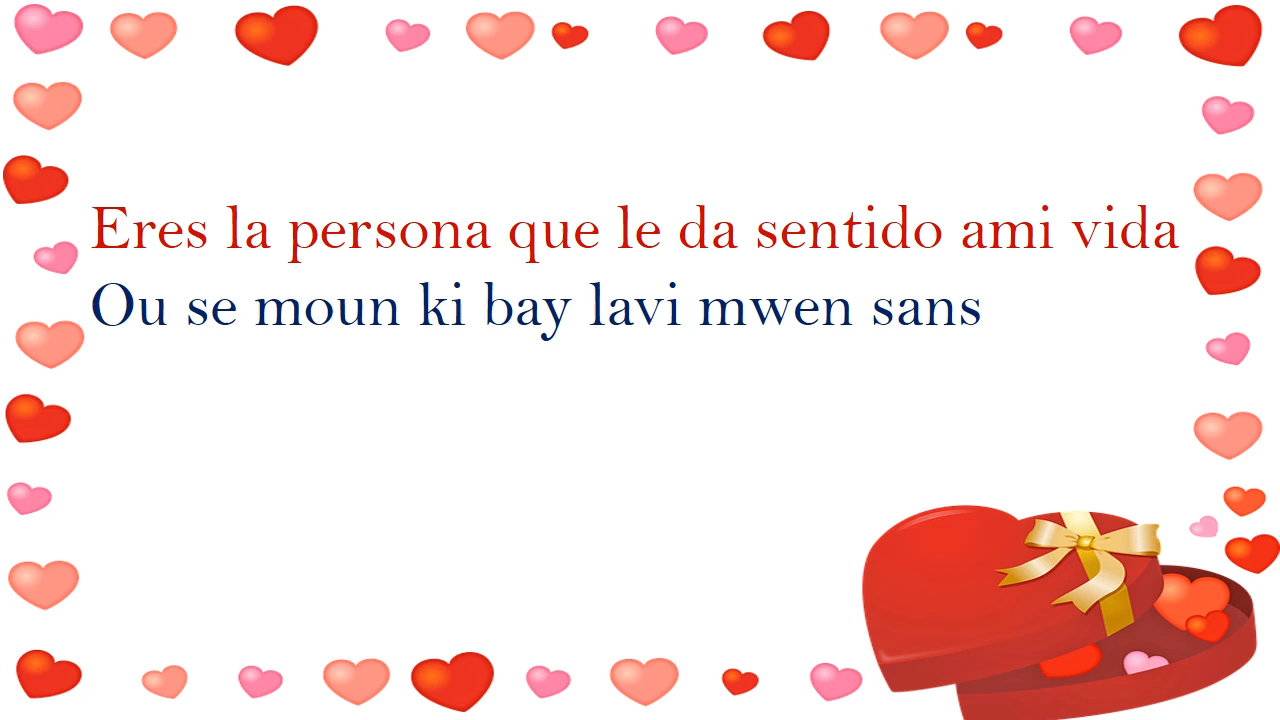 Eres la persona que le da sentido ami vida
Ou se moun ki bay lavi mwen sans